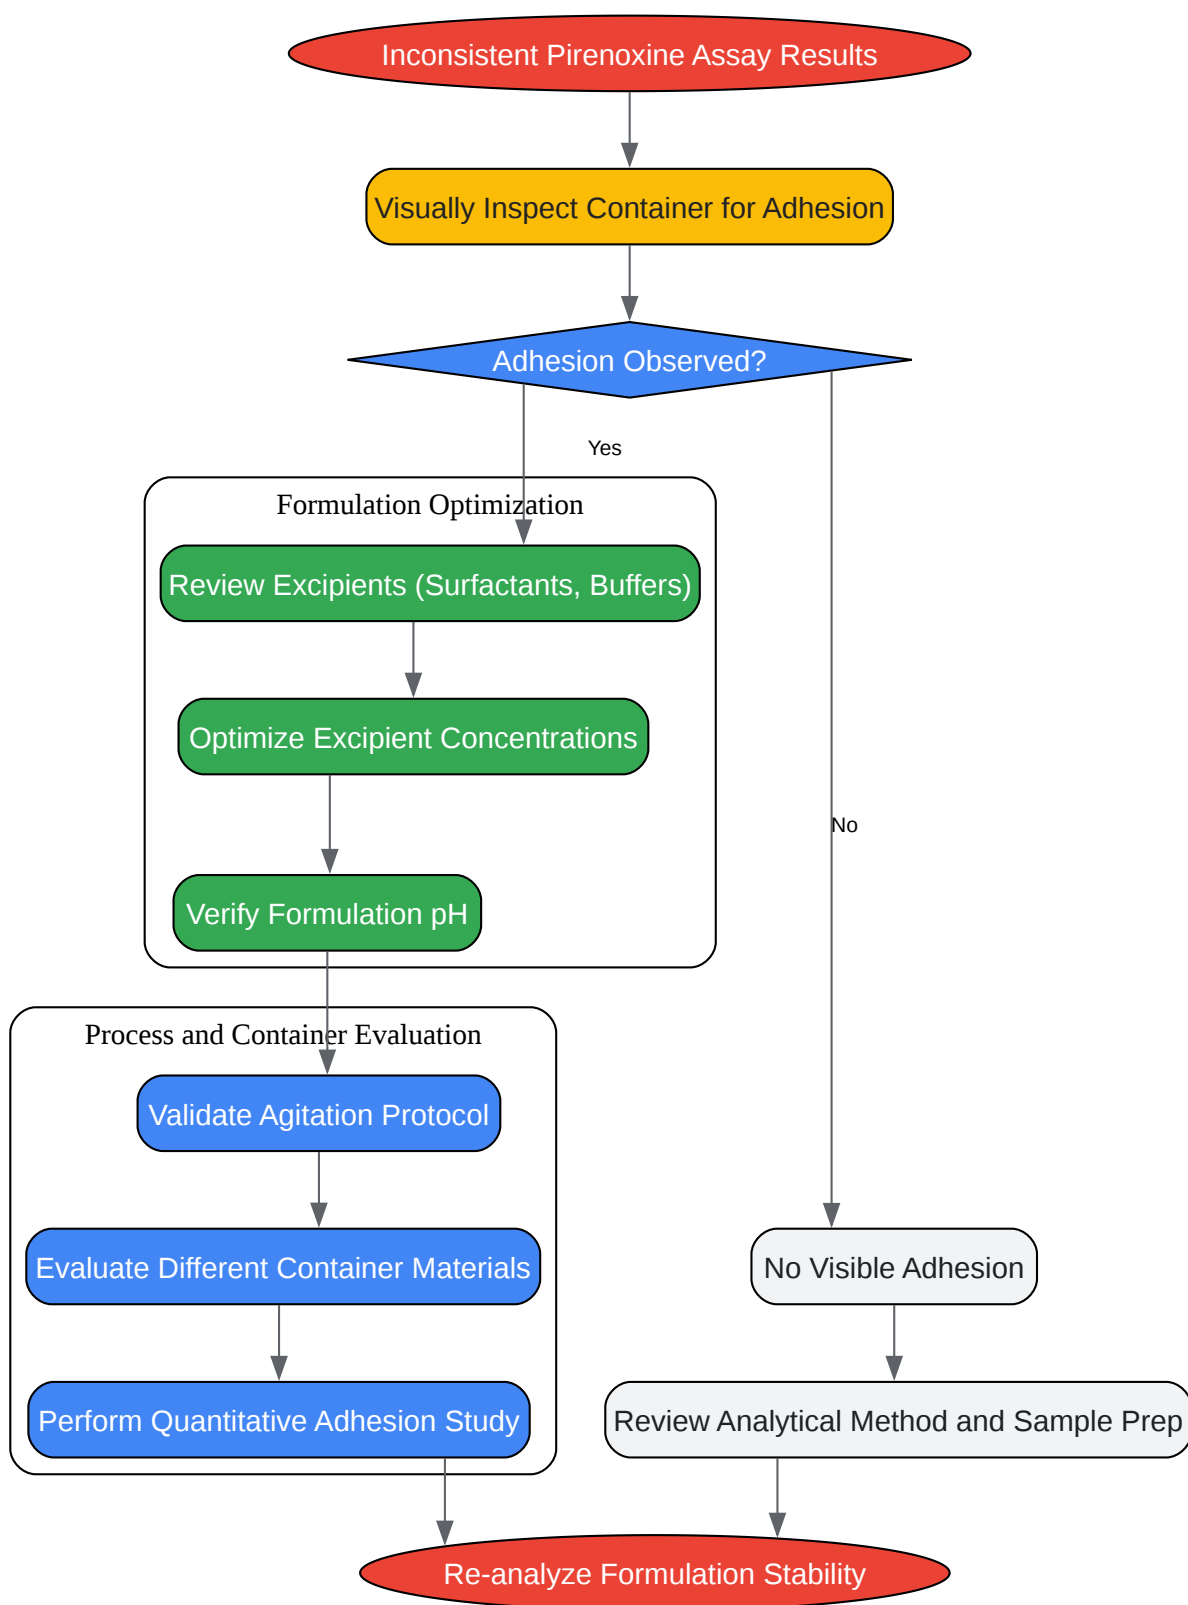 Inconsistent Pirenoxine Assay Results
Visually Inspect Container for Adhesion
Adhesion Observed?
Yes
Formulation Optimization
Review Excipients (Surfactants, Buffers)
Optimize Excipient Concentrations
No
Verify Formulation pH
Process and Container Evaluation
Validate Agitation Protocol
Evaluate Different Container Materials
No Visible Adhesion
Perform Quantitative Adhesion Study
Review Analytical Method and Sample Prep
Re-analyze Formulation Stability